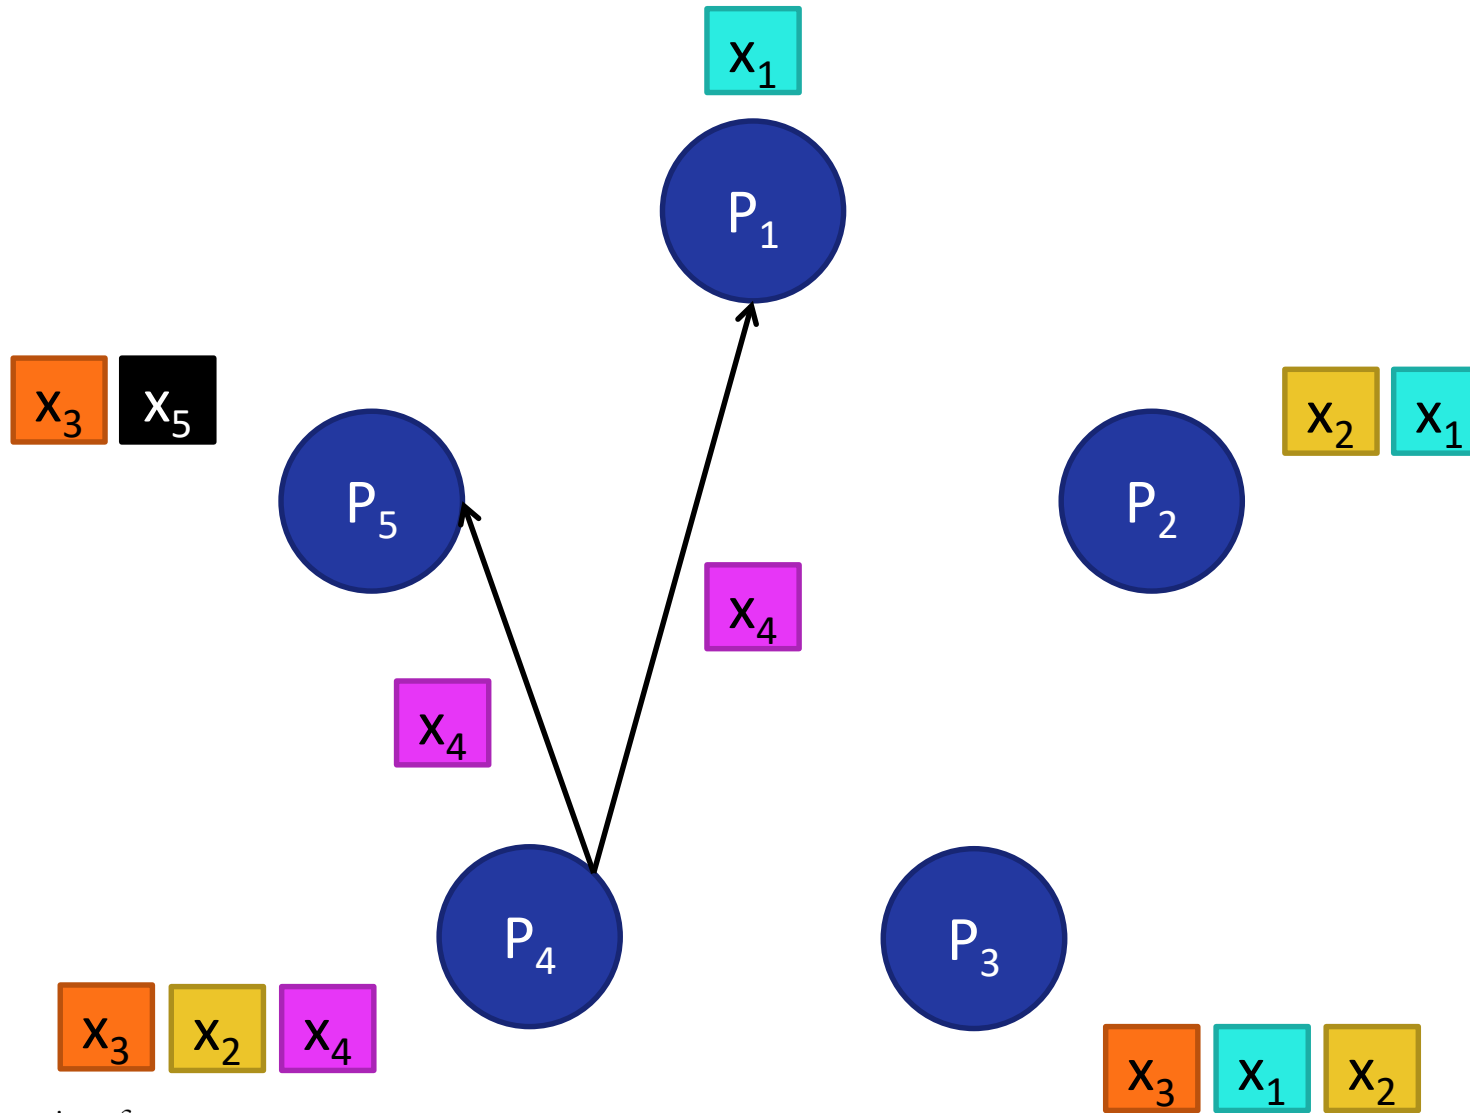 x₁
P₁
x₃ x₅
x₂ x₁
P₅
P₂
x₄
x₄
P₄
P₃
x₃ x₂ x₄
x₃ x₁ x₂